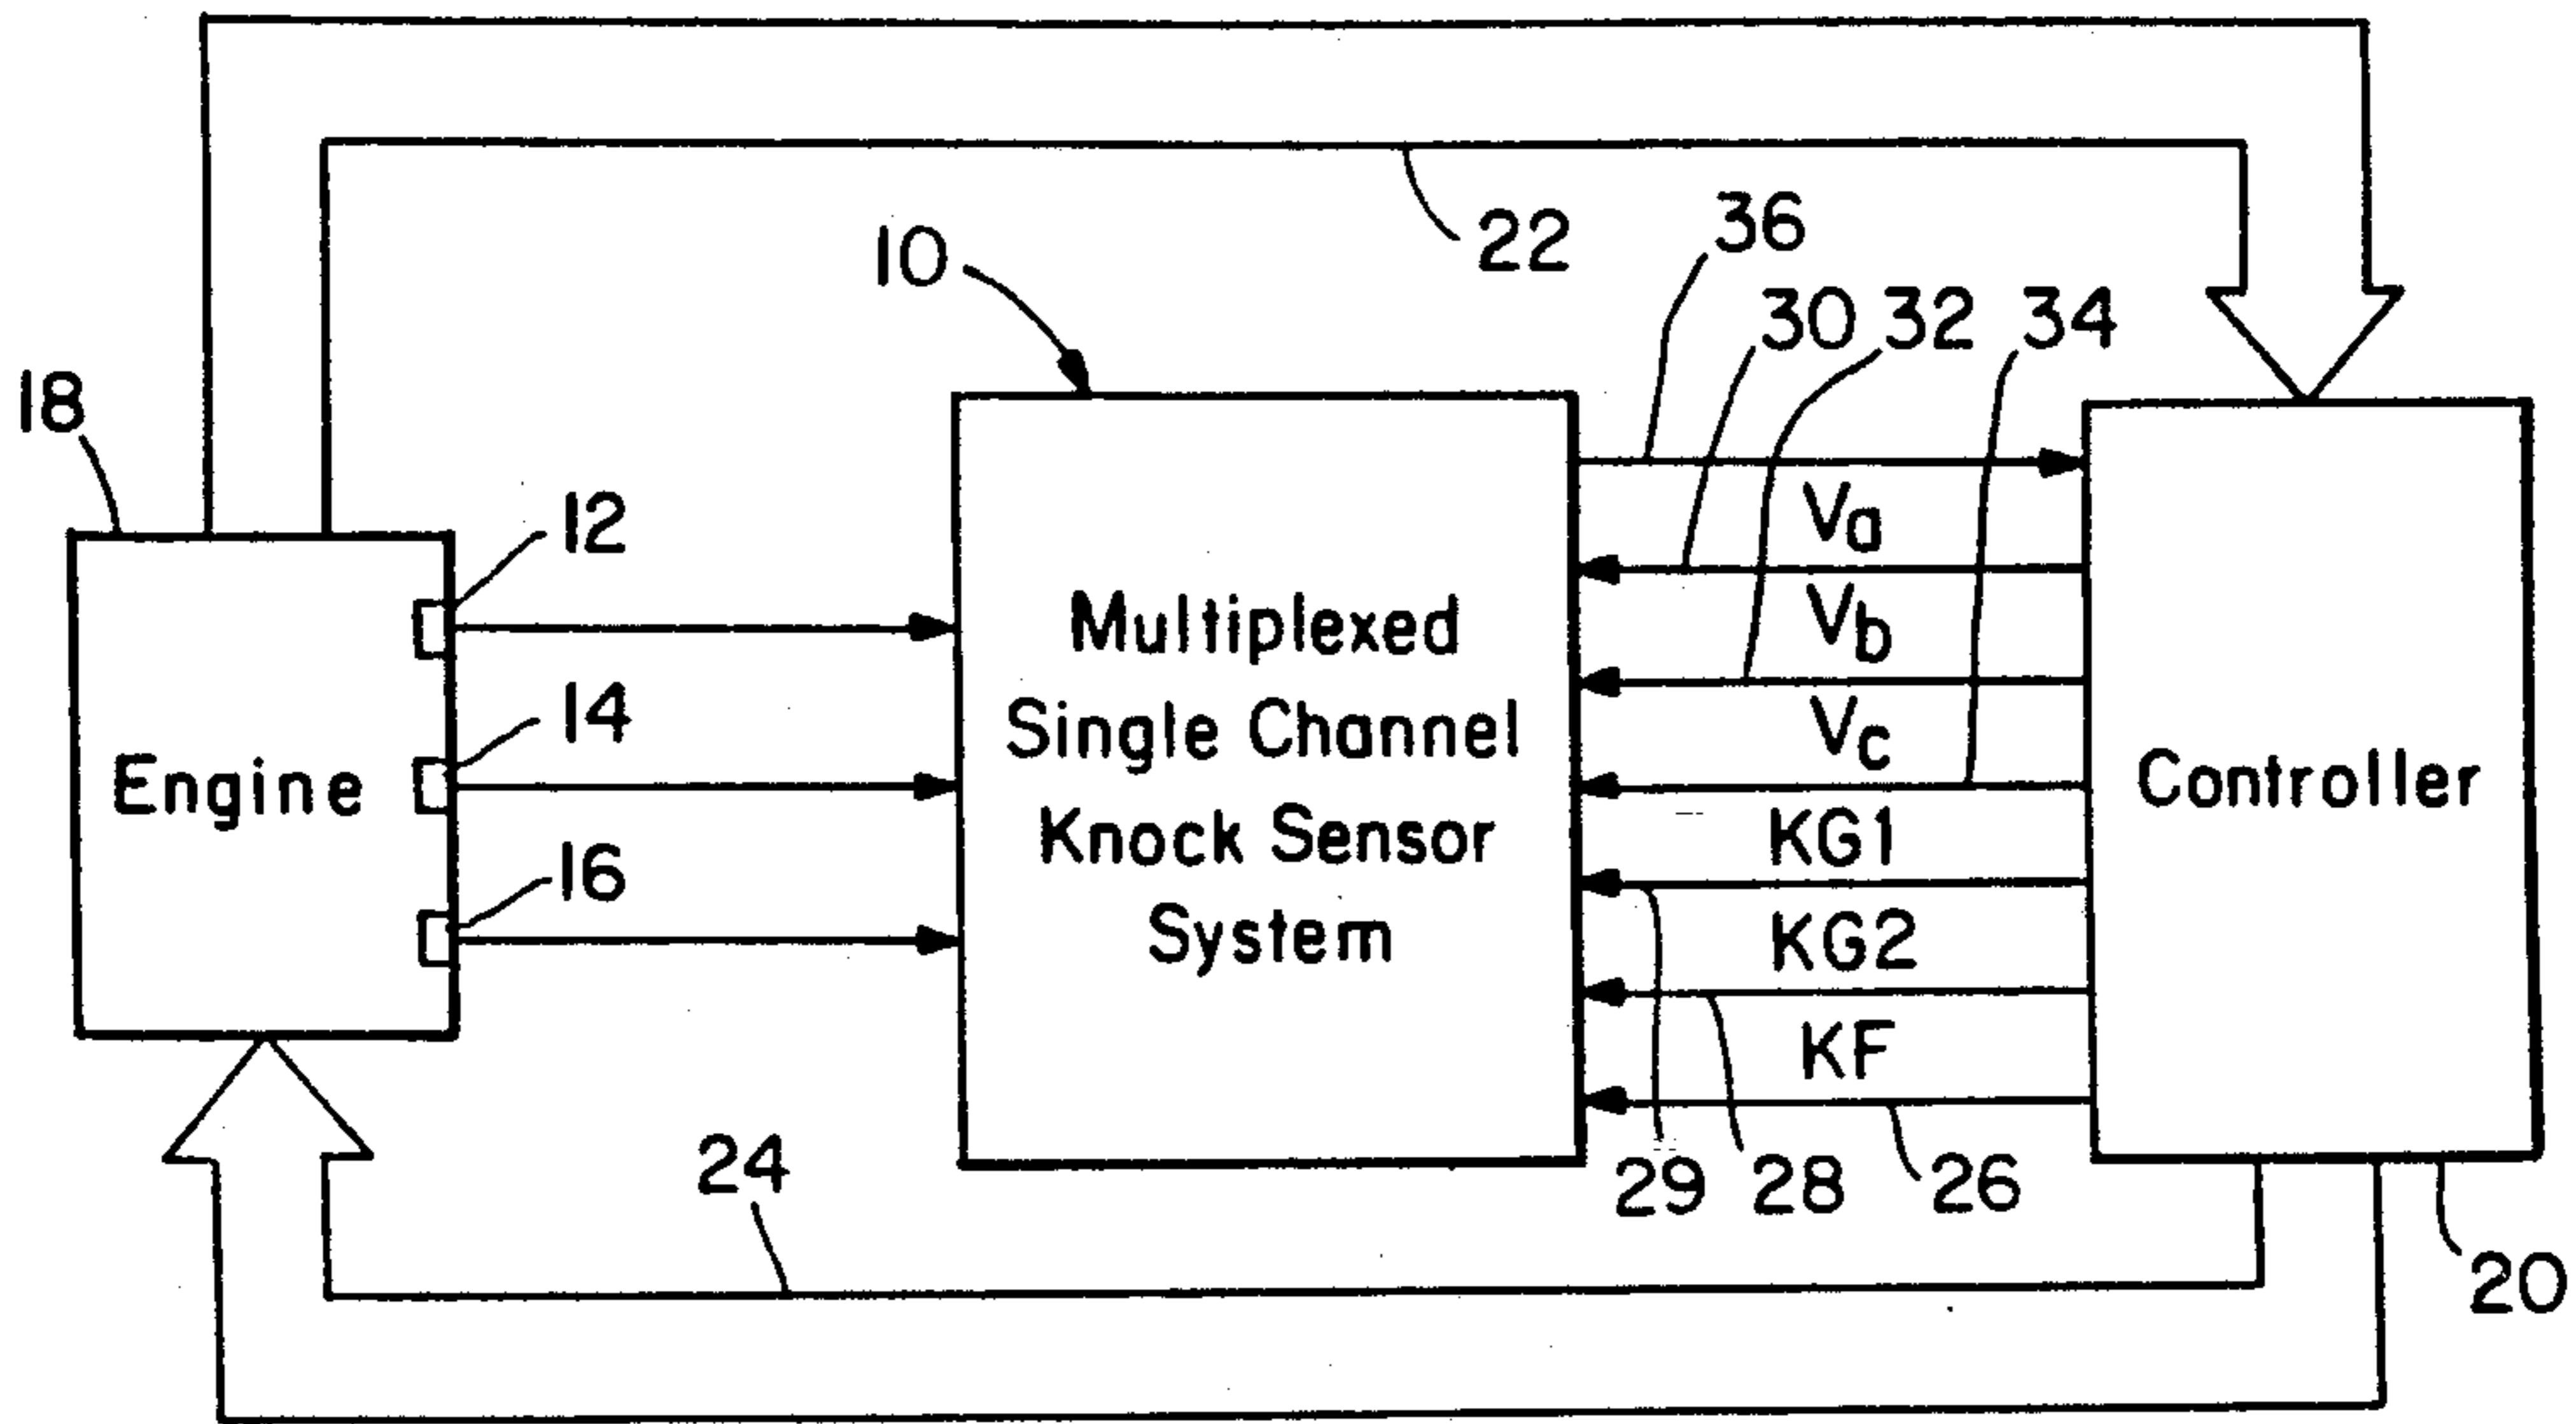 22
36
10
30
32
34
18
12
Va
Vb
14
Vc
Engine
Multiplexed
Single Channel
Knock Sensor
System
Controller
KG1
16
KG2
KF
24
29
28
26
20